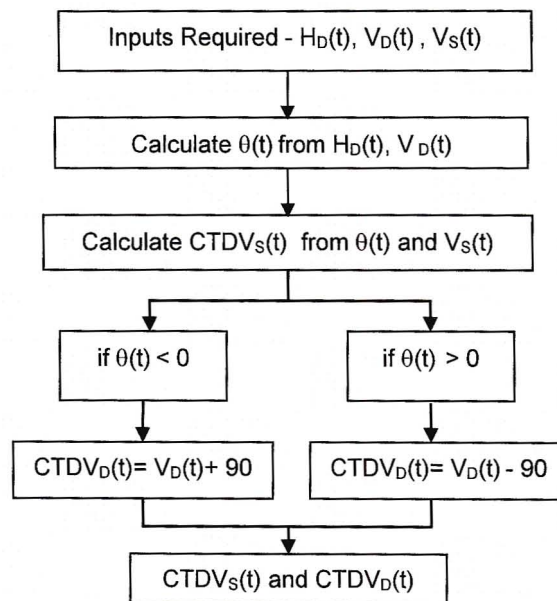 Inputs Required - H_D(t), V_D(t) , V_S(t)
Calculate θ(t) from H_D(t), V_D(t)
Calculate CTDV_S(t) from θ(t) and V_S(t)
if θ(t) < 0
if θ(t) > 0
CTDV_D(t)= V_D(t)+ 90
CTDV_D(t)= V_D(t) - 90
CTDV_S(t) and CTDV_D(t)